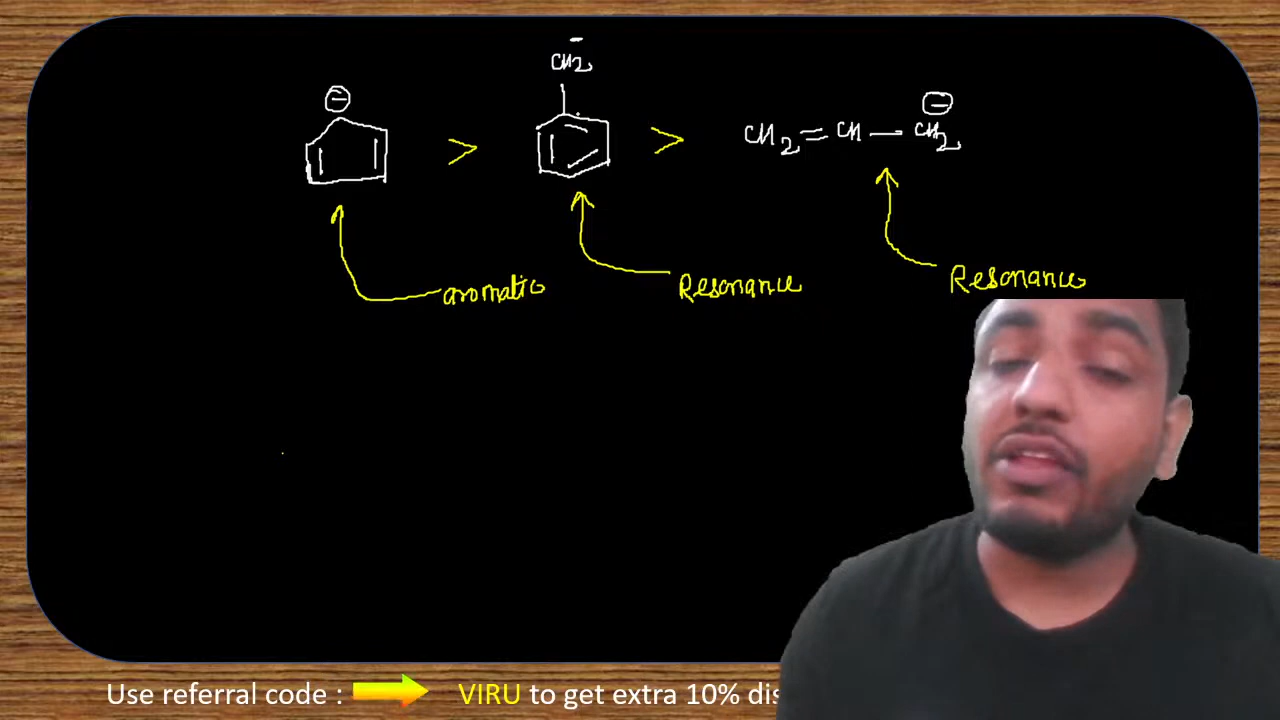 ⊖
CH2‾
> >
CH2=CH—CH2⊖
aromatic
Resonance
Resonance
Use referral code : VIRU to get extra 10% dis